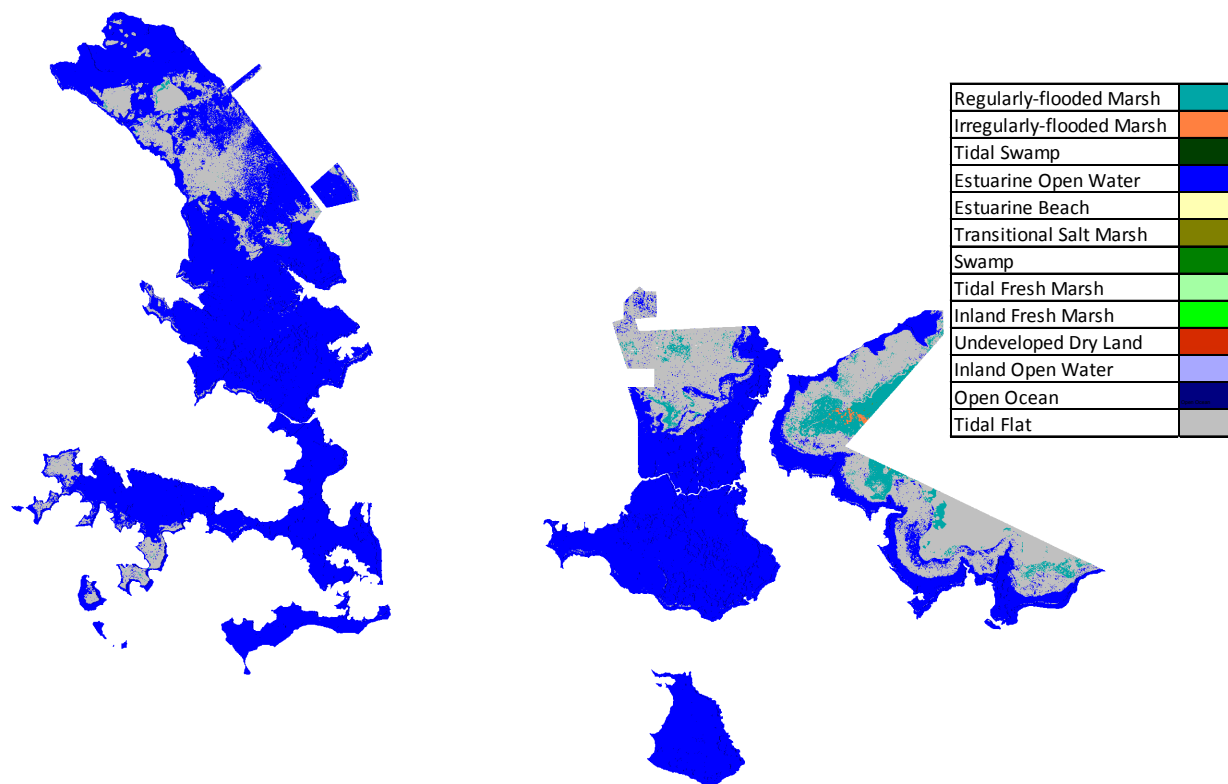 Regularly-flooded Marsh
Irregularly-flooded Marsh
Tidal Swamp
Estuarine Open Water
Estuarine Beach
Transitional Salt Marsh
Swamp
Tidal Fresh Marsh
Inland Fresh Marsh
Undeveloped Dry Land
Inland Open Water
Open Ocean
Tidal Flat